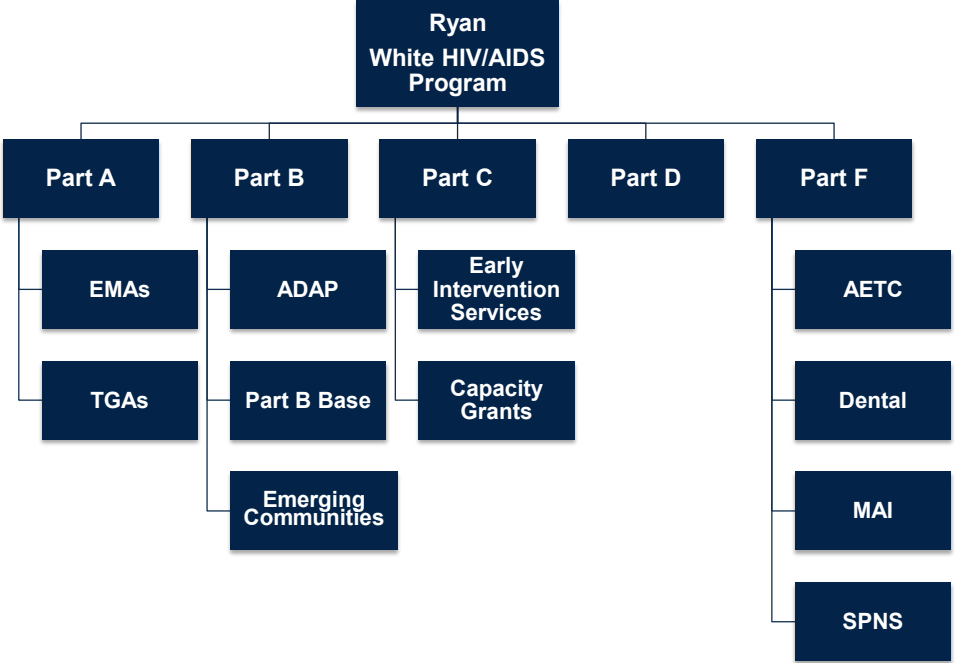 Ryan
White HIV/AIDS
Program
Part A
Part B
Part C
Part D
Part F
EMAs
ADAP
Early
Intervention
Services
AETC
TGAs
Part B Base
Capacity
Grants
Dental
Emerging
Communities
MAI
SPNS